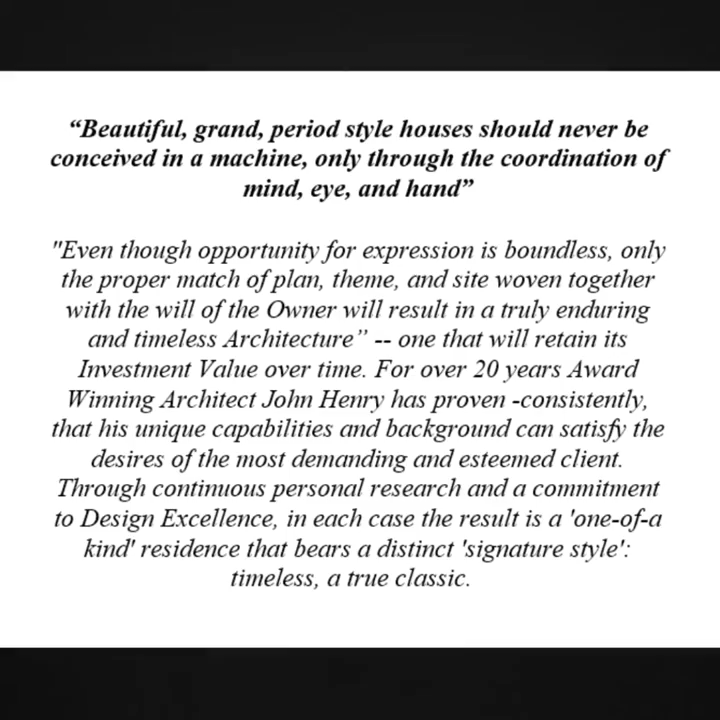 “Beautiful, grand, period style houses should never be
conceived in a machine, only through the coordination of
mind, eye, and hand”
"Even though opportunity for expression is boundless, only
the proper match of plan, theme, and site woven together
with the will of the Owner will result in a truly enduring
and timeless Architecture” -- one that will retain its
Investment Value over time. For over 20 years Award
Winning Architect John Henry has proven -consistently,
that his unique capabilities and background can satisfy the
desires of the most demanding and esteemed client.
Through continuous personal research and a commitment
to Design Excellence, in each case the result is a 'one-of-a
kind' residence that bears a distinct 'signature style':
timeless, a true classic.